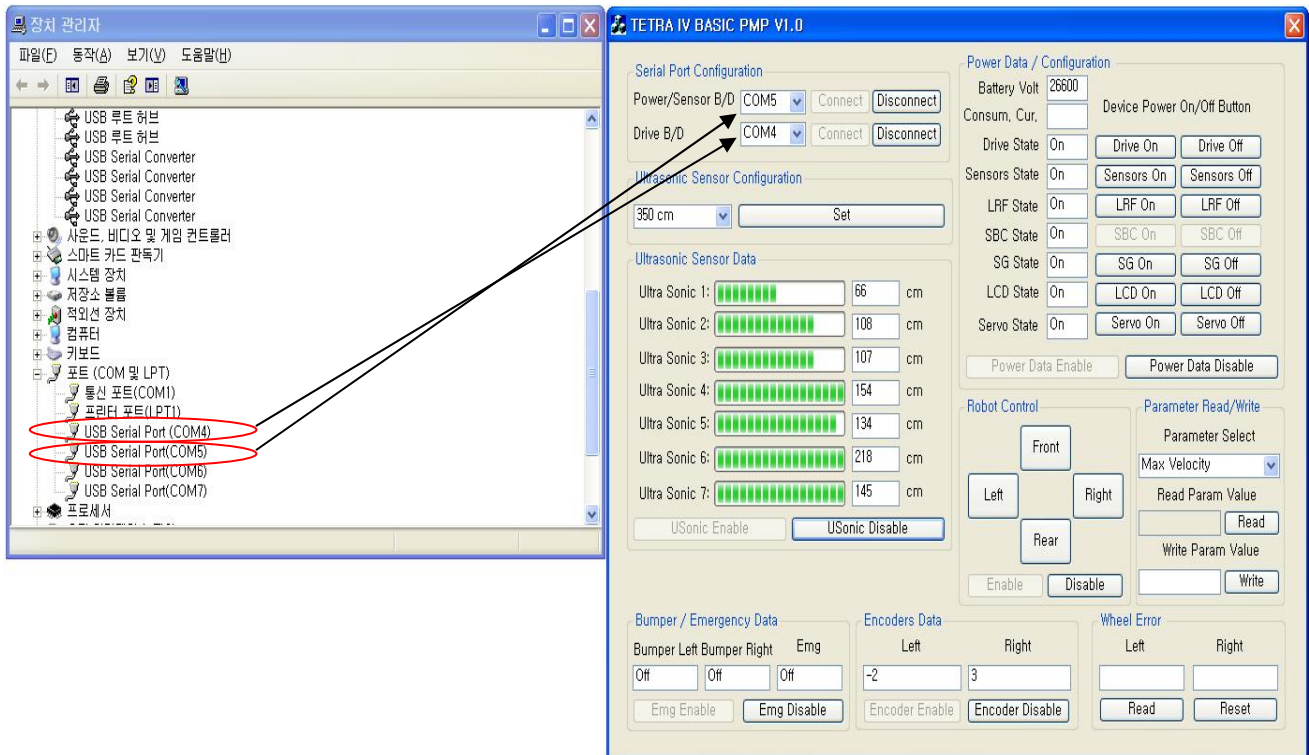 장치 관리자
파일(F) 동작(A) 보기(V) 도움말(H)
USB 루트 허브
USB 루트 허브
USB Serial Converter
USB Serial Converter
USB Serial Converter
USB Serial Converter
사운드, 비디오 및 게임 컨트롤러
스마트 카드 판독기
시스템 장치
저장소 볼륨
적외선 장치
컴퓨터
키보드
포트 (COM 및 LPT)
통신 포트(COM1)
프린터 포트(LPT1)
USB Serial Port (COM4)
USB Serial Port(COM5)
USB Serial Port(COM6)
USB Serial Port(COM7)
프로세서
TETRA IV BASIC PMP V1.0
Serial Port Configuration
Power/Sensor B/D COM5 Connect Disconnect
Drive B/D COM4 Connect Disconnect
Ultrasonic Sensor Configuration
350 cm Set
Ultrasonic Sensor Data
Ultra Sonic 1: 66 cm
Ultra Sonic 2: 108 cm
Ultra Sonic 3: 107 cm
Ultra Sonic 4: 154 cm
Ultra Sonic 5: 134 cm
Ultra Sonic 6: 218 cm
Ultra Sonic 7: 145 cm
USonic Enable USonic Disable
Power Data / Configuration
Battery Volt 26600
Consum, Cur, Device Power On/Off Button
Drive State On Drive On Drive Off
Sensors State On Sensors On Sensors Off
LRF State On LRF On LRF Off
SBC State On SBC On SBC Off
SG State On SG On SG Off
LCD State On LCD On LCD Off
Servo State On Servo On Servo Off
Power Data Enable Power Data Disable
Robot Control
Front
Left Right
Rear
Enable Disable
Parameter Read/Write
Parameter Select
Max Velocity
Read Param Value
Read
Write Param Value
Write
Bumper / Emergency Data
Bumper Left Bumper Right Emg
Off Off Off
Emg Enable Emg Disable
Encoders Data
Left Right
-2 3
Encoder Enable Encoder Disable
Wheel Error
Left Right
Read Reset